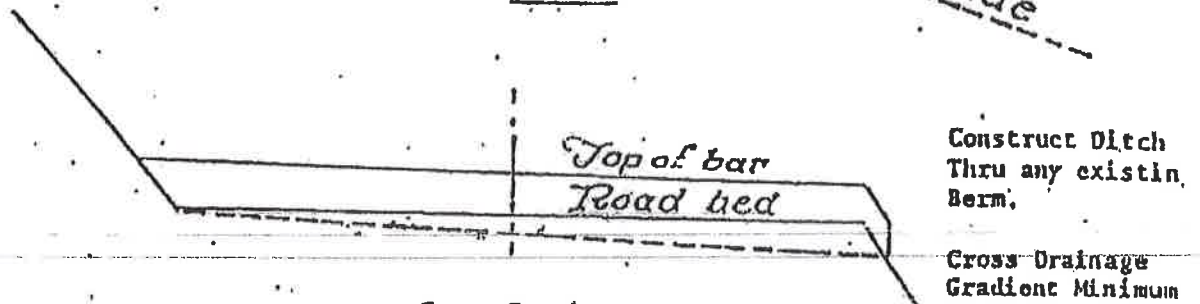 Top of bar
Road bed
Construct Ditch
Thru any existin
Berm.
Cross Drainage
Gradient Minimum